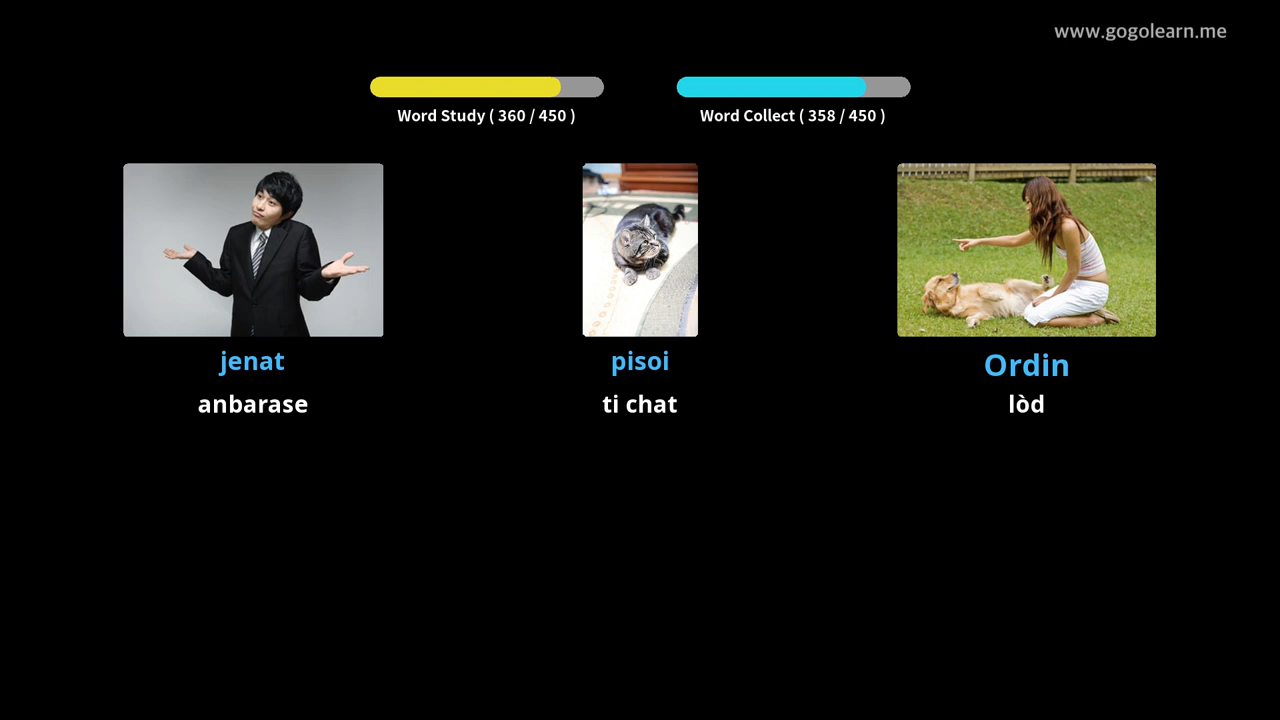 www.gogolearn.me
Word Study ( 360 / 450 )
Word Collect ( 358 / 450 )
jenat
pisoi
Ordin
anbarase
ti chat
lòd